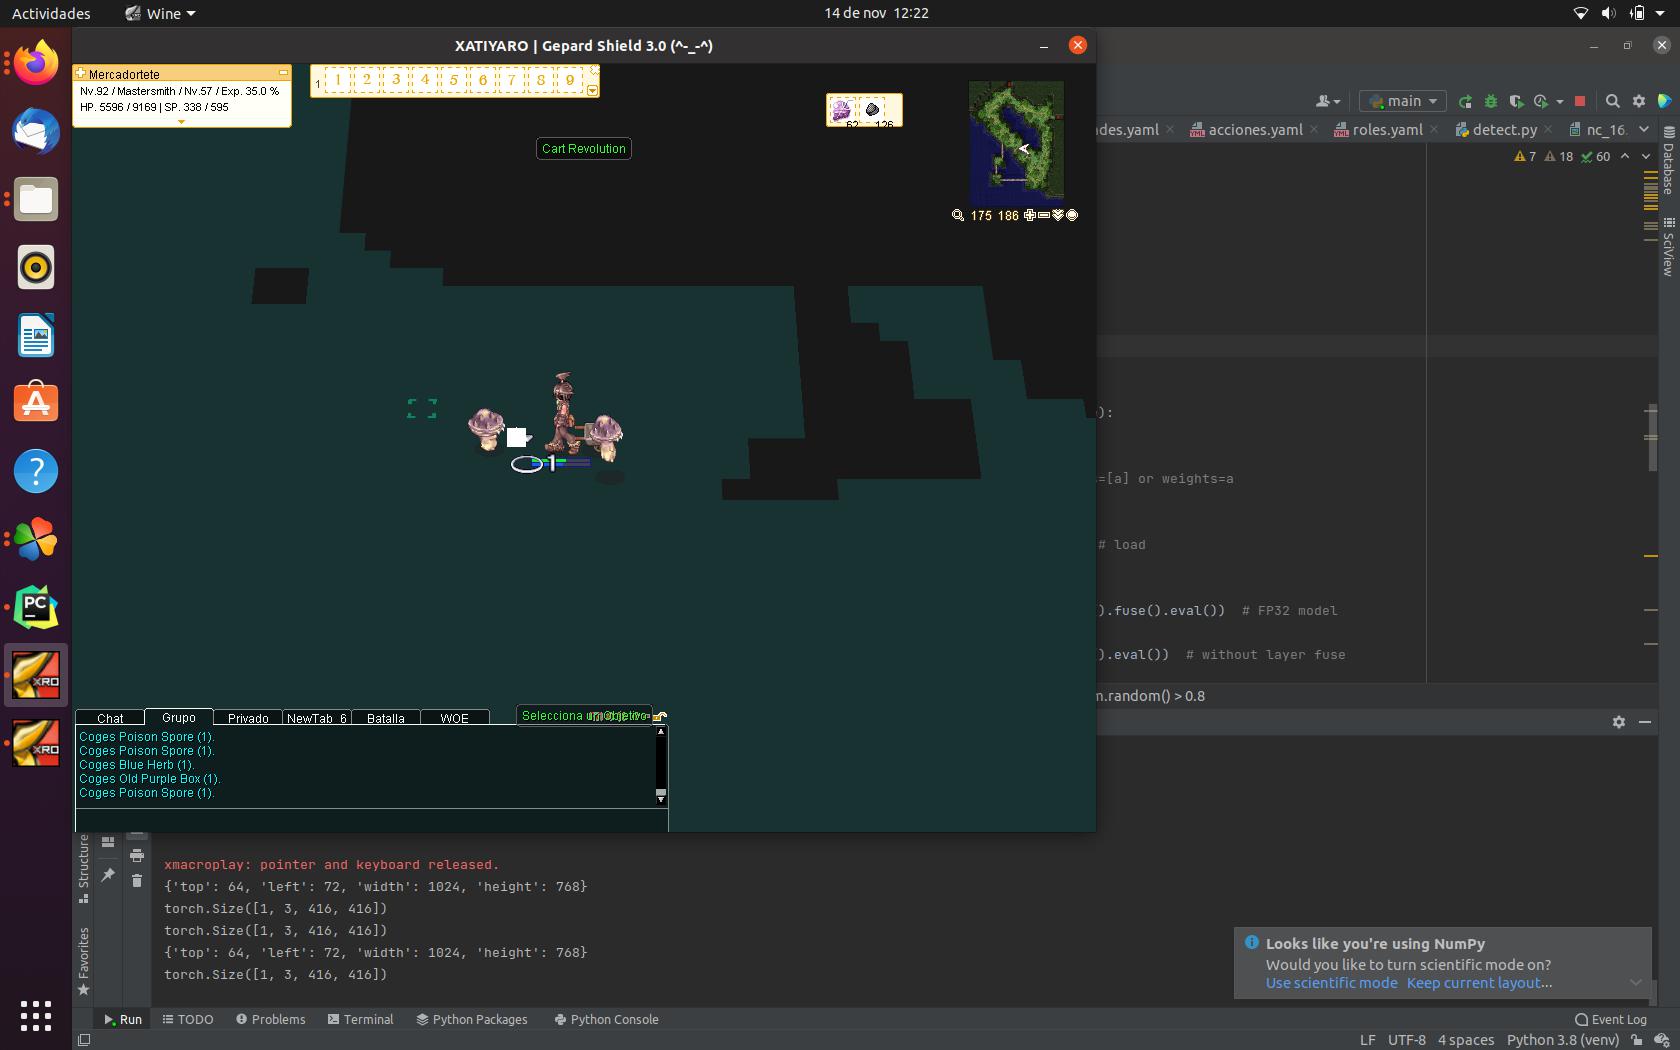 Actividades
Wine
14 de nov 12:22
XATIYARO | Gepard Shield 3.0 (^-_-^)
Mercadortete
Nv.92 / Mastersmith / Nv.57 / Exp. 35.0 %
HP. 5596 / 9169 | SP. 338 / 595
1
1 2 3 4 5 6 7 8 9
62 126
Cart Revolution
175 186
main
des.yaml
acciones.yaml
roles.yaml
detect.py
nc_16.
7 18 60
Database
SciView
):
=[a] or weights=a
# load
).fuse().eval()) # FP32 model
).eval()) # without layer fuse
m.random() > 0.8
1
XRO
XRO
PC
Chat
Grupo
Privado
NewTab_6
Batalla
WOE
Selecciona un objetivo
Coges Poison Spore (1).
Coges Poison Spore (1).
Coges Blue Herb (1).
Coges Old Purple Box (1).
Coges Poison Spore (1).
Structure
Favorites
xmacroplay: pointer and keyboard released.
{'top': 64, 'left': 72, 'width': 1024, 'height': 768}
torch.Size([1, 3, 416, 416])
torch.Size([1, 3, 416, 416])
{'top': 64, 'left': 72, 'width': 1024, 'height': 768}
torch.Size([1, 3, 416, 416])
Looks like you're using NumPy
Would you like to turn scientific mode on?
Use scientific mode Keep current layout...
Run
TODO
Problems
Terminal
Python Packages
Python Console
Event Log
LF UTF-8 4 spaces Python 3.8 (venv)